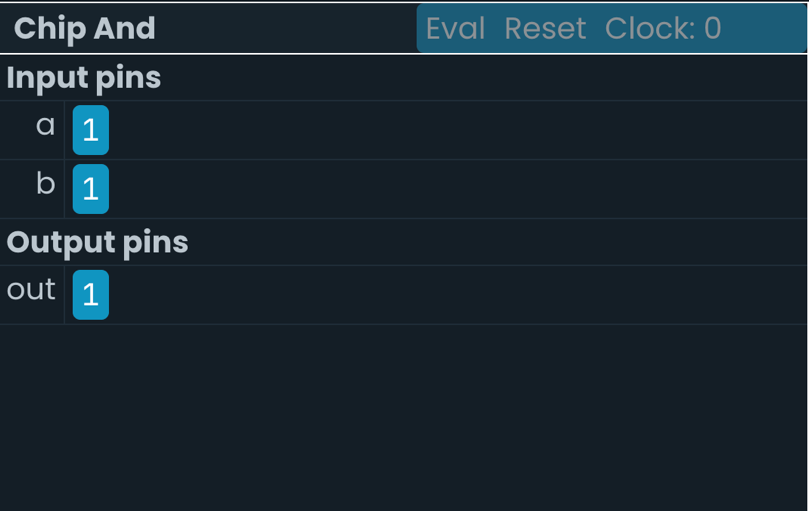 Chip And Eval Reset Clock: 0
Input pins
a 1
b 1
Output pins
out 1